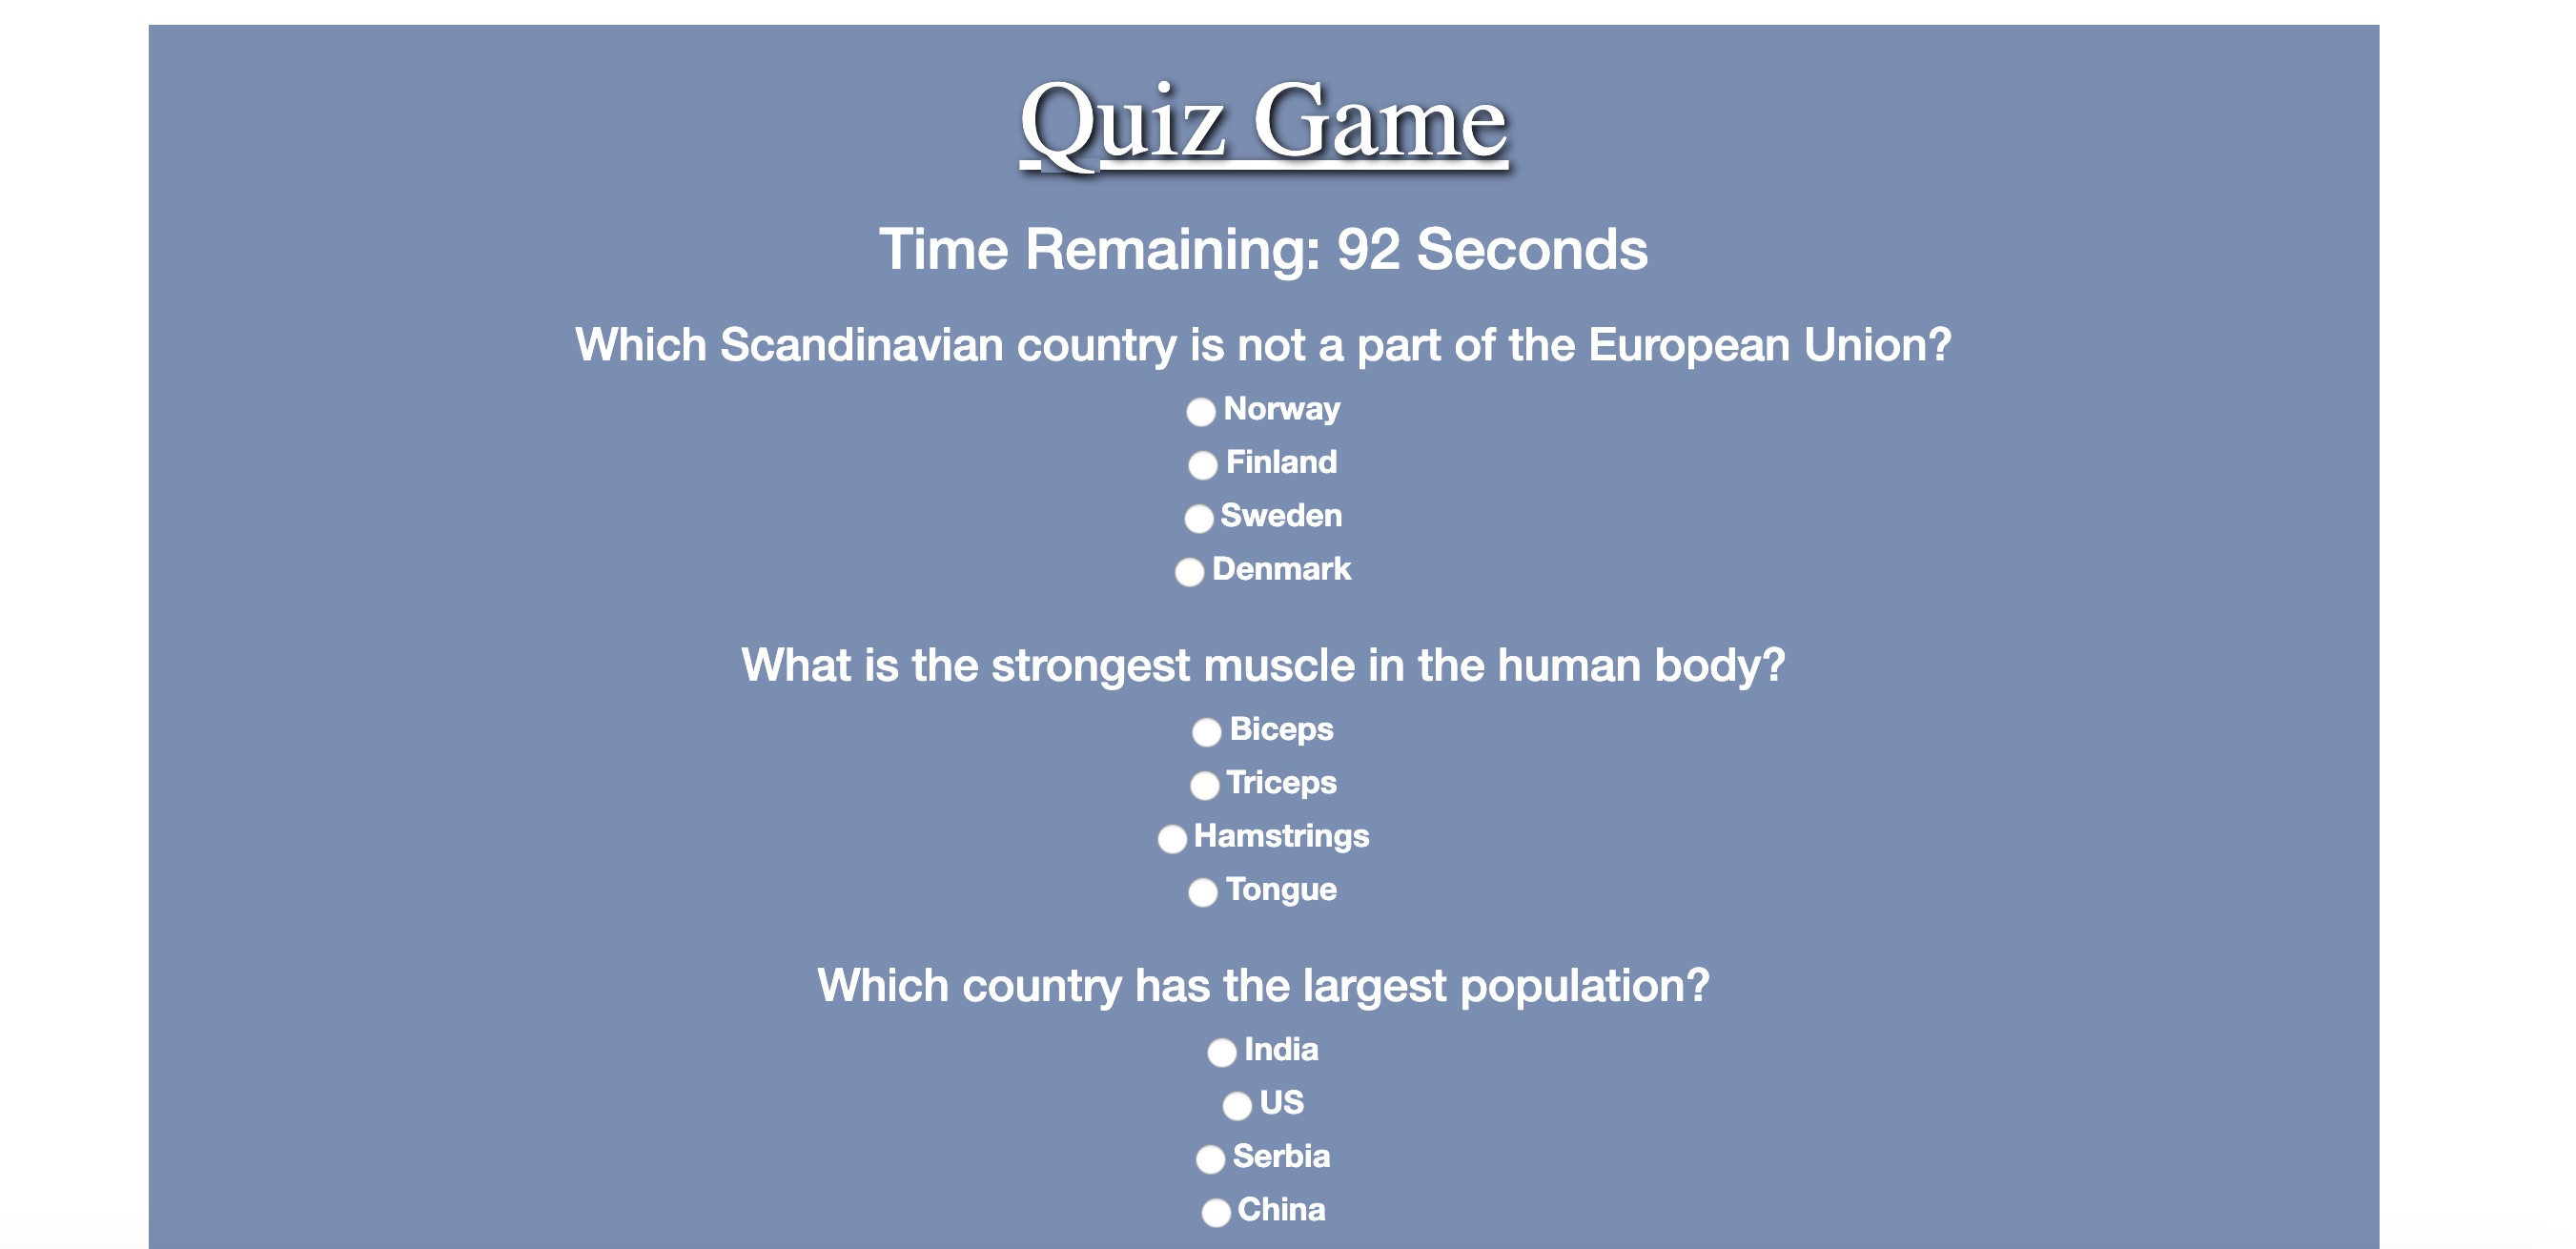 Quiz Game
Time Remaining: 92 Seconds
Which Scandinavian country is not a part of the European Union?
Norway
Finland
Sweden
Denmark
What is the strongest muscle in the human body?
Biceps
Triceps
Hamstrings
Tongue
Which country has the largest population?
India
US
Serbia
China